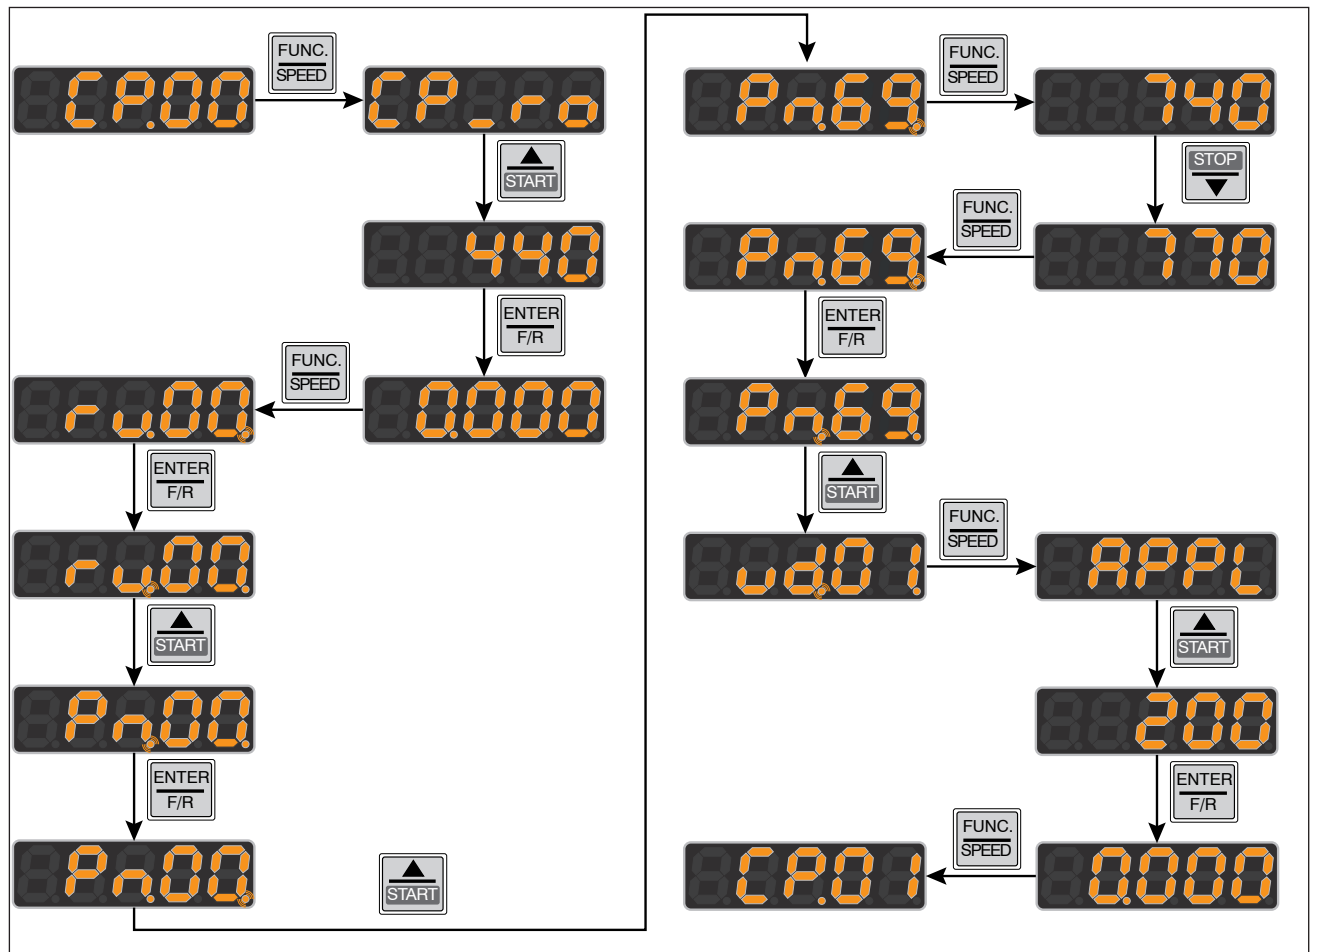 CP.00
FUNC.
SPEED
CP_ro
START
440
ENTER
F/R
0.000
FUNC.
SPEED
ru.00.
ENTER
F/R
ru.00.
START
Pn.00.
ENTER
F/R
Pn.00.
START
Pn.69.
FUNC.
SPEED
740
STOP
770
FUNC.
SPEED
Pn.69.
ENTER
F/R
Pn.69.
START
ud.01.
FUNC.
SPEED
APPL
START
200
ENTER
F/R
0.000
FUNC.
SPEED
CP.01